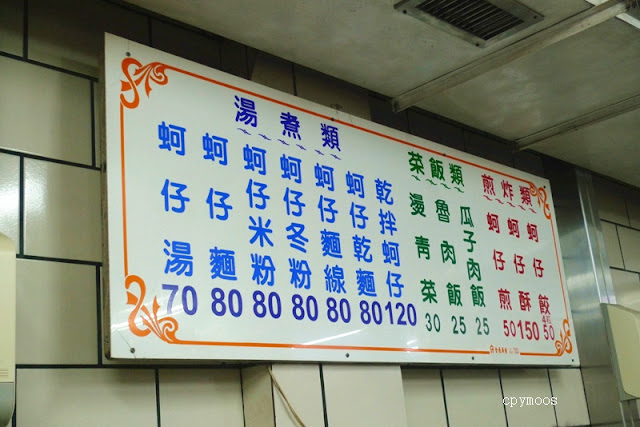 湯煮類
蚵仔湯 70
蚵仔麵 80
蚵仔米粉 80
蚵仔冬粉 80
蚵仔麵線 80
蚵仔乾麵 80
乾拌蚵仔 120
菜飯類
燙青菜 30
魯肉飯 25
瓜子肉飯 25
煎炸類
蚵仔煎 50
蚵仔酥 150
蚵仔餃 50
cpymoos